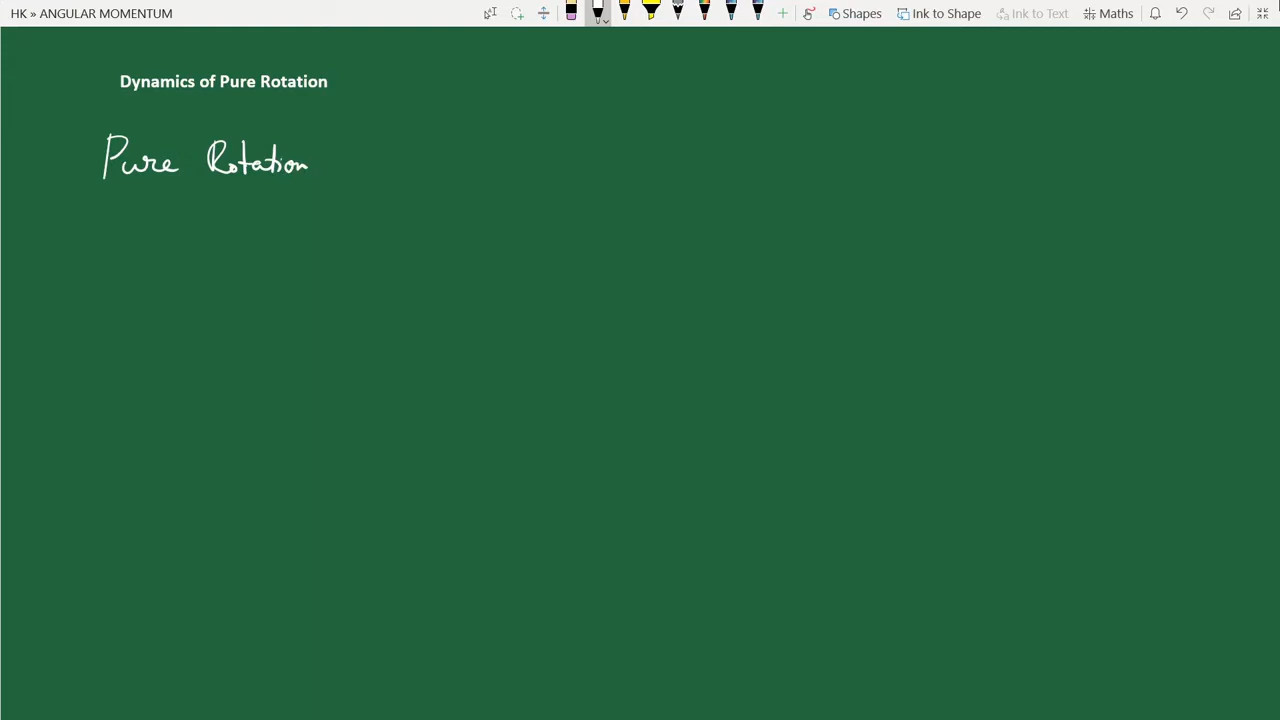 HK » ANGULAR MOMENTUM
Shapes Ink to Shape Ink to Text Maths
Dynamics of Pure Rotation
Pure Rotation